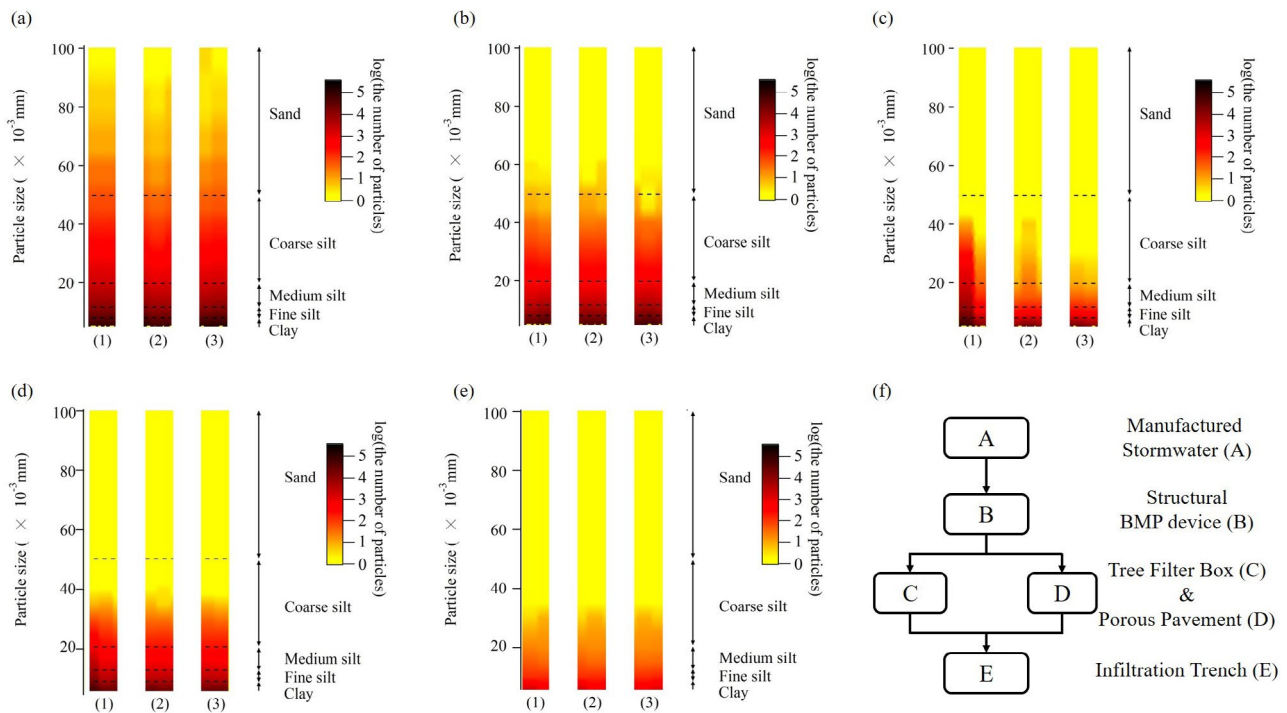 (a)
100
80
60
40
20
Particle size ( × 10⁻³ mm)
(1) (2) (3)
Sand
Coarse silt
Medium silt
Fine silt
Clay
5
4
3
2
1
0
log(the number of particles)
(b)
100
80
60
40
20
Particle size ( × 10⁻³ mm)
(1) (2) (3)
Sand
Coarse silt
Medium silt
Fine silt
Clay
5
4
3
2
1
0
log(the number of particles)
(c)
100
80
60
40
20
Particle size ( × 10⁻³ mm)
(1) (2) (3)
Sand
Coarse silt
Medium silt
Fine silt
Clay
5
4
3
2
1
0
log(the number of particles)
(d)
100
80
60
40
20
Particle size ( × 10⁻³ mm)
(1) (2) (3)
Sand
Coarse silt
Medium silt
Fine silt
Clay
5
4
3
2
1
0
log(the number of particles)
(e)
100
80
60
40
20
Particle size ( × 10⁻³ mm)
(1) (2) (3)
Sand
Coarse silt
Medium silt
Fine silt
Clay
5
4
3
2
1
0
log(the number of particles)
(f)
A
Manufactured
Stormwater (A)
B
Structural
BMP device (B)
C
D
Tree Filter Box (C)
&
Porous Pavement (D)
E
Infiltration Trench (E)